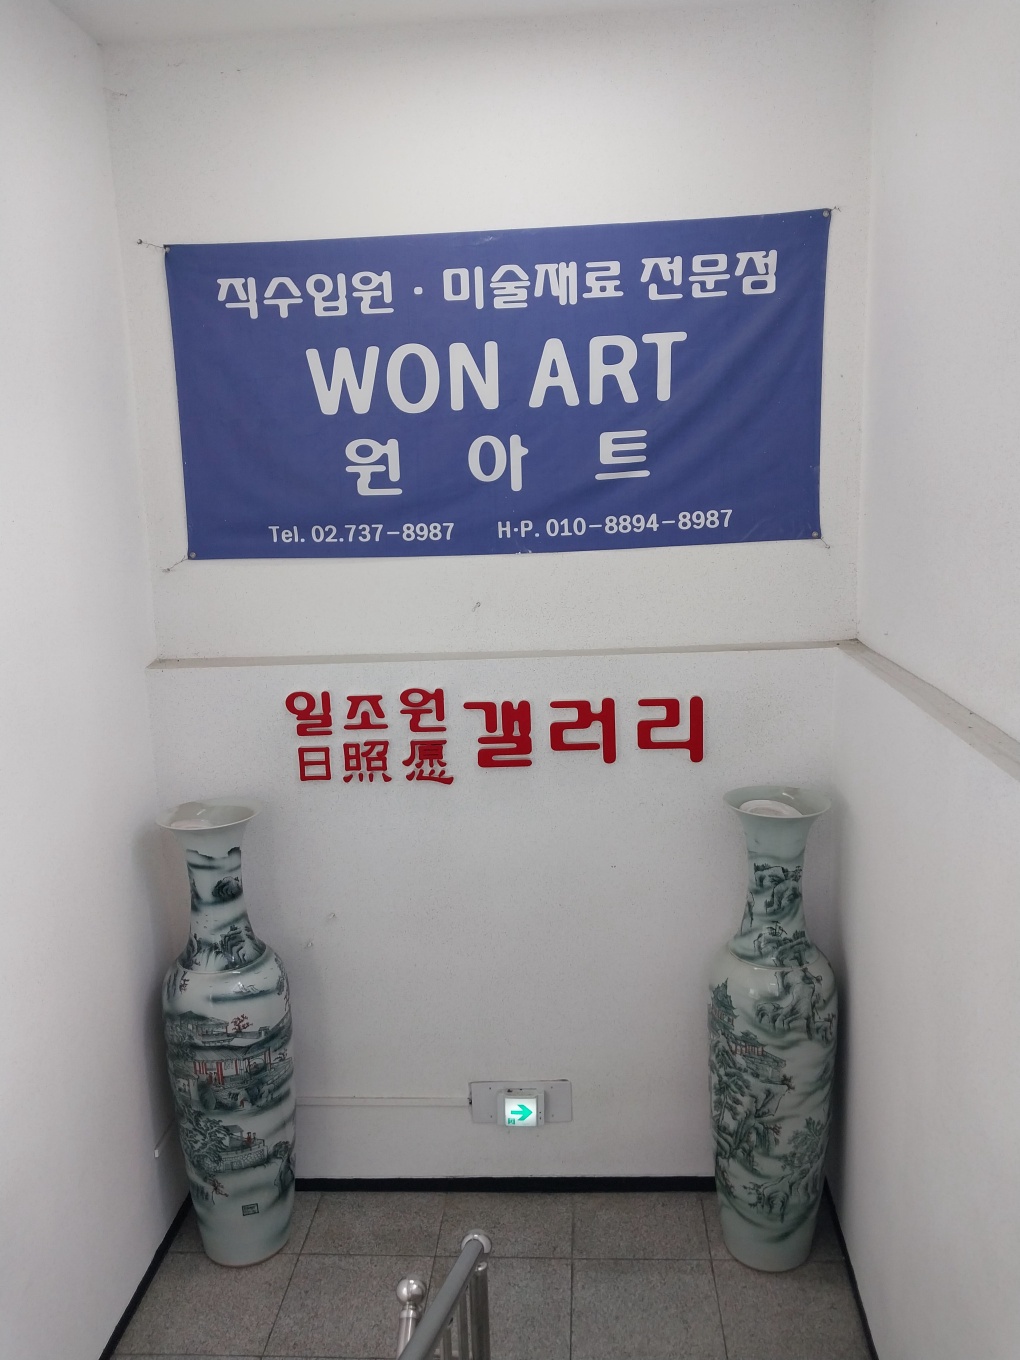 직수입원 · 미술재료 전문점
WON ART
원 아 트
Tel. 02.737-8987 H·P. 010-8894-8987
일조원 갤러리
日照愿